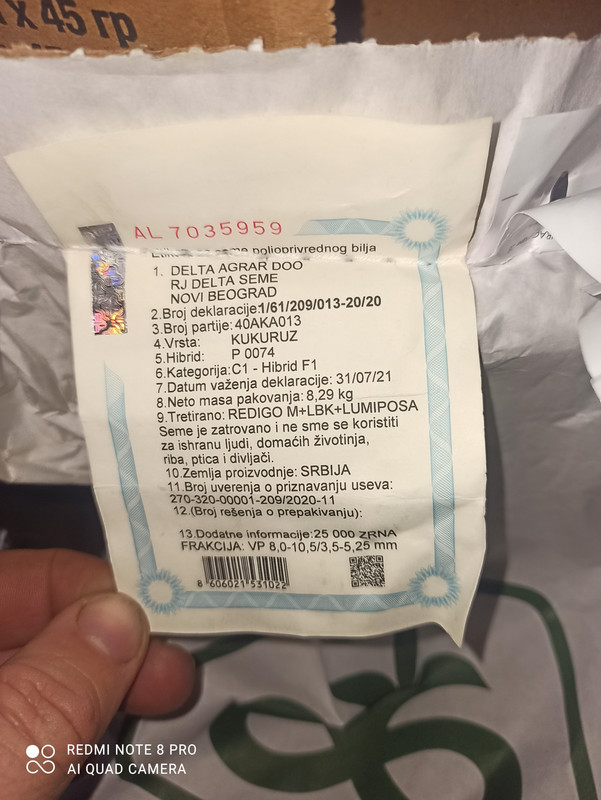 x 45 гр
AL 7035959
poljoprivrednog bilja
1. DELTA AGRAR DOO
RJ DELTA SEME
NOVI BEOGRAD
2.Broj deklaracije:1/61/209/013-20/20
3.Broj partije: 40AKA013
4.Vrsta: KUKURUZ
5.Hibrid: P 0074
6.Kategorija:C1 - Hibrid F1
7.Datum važenja deklaracije: 31/07/21
8.Neto masa pakovanja: 8,29 kg
9.Tretirano: REDIGO M+LBK+LUMIPOSA
Seme je zatrovano i ne sme se koristiti
za ishranu ljudi, domaćih životinja,
riba, ptica i divljači.
10.Zemlja proizvodnje: SRBIJA
11.Broj uverenja o priznavanju useva:
270-320-00001-209/2020-11
12.(Broj rešenja o prepakivanju):
13.Dodatne informacije:25 000 ZRNA
FRAKCIJA: VP 8,0-10,5/3,5-5,25 mm
8 606021 531022
REDMI NOTE 8 PRO
AI QUAD CAMERA